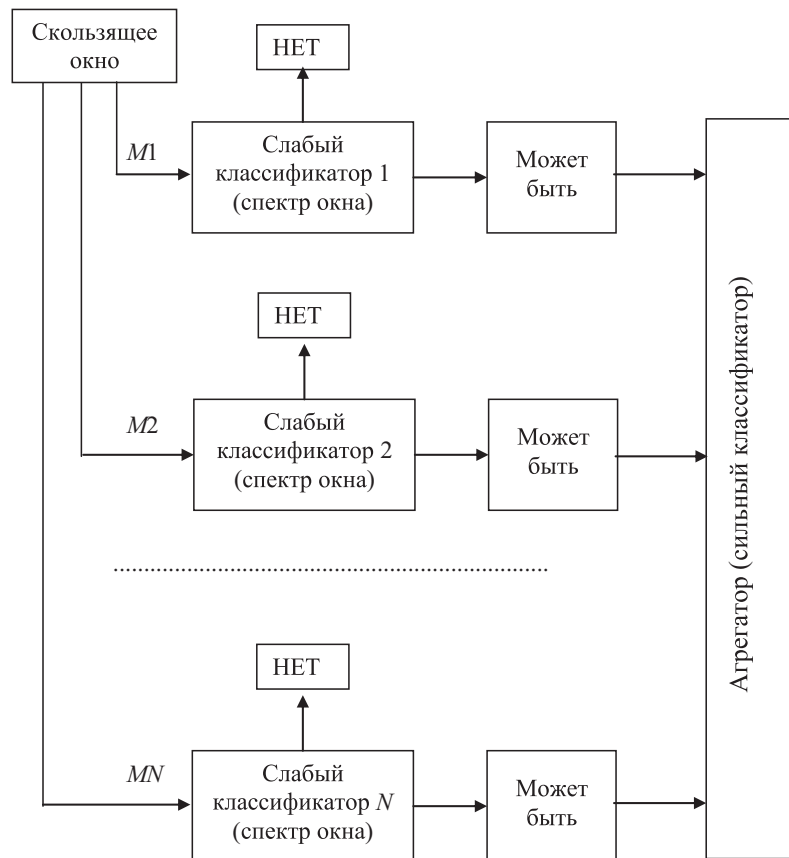 Скользящее
окно
НЕТ
M1
Слабый
классификатор 1
(спектр окна)
Может
быть
НЕТ
M2
Слабый
классификатор 2
(спектр окна)
Может
быть
НЕТ
MN
Слабый
классификатор N
(спектр окна)
Может
быть
Агрегатор (сильный классификатор)